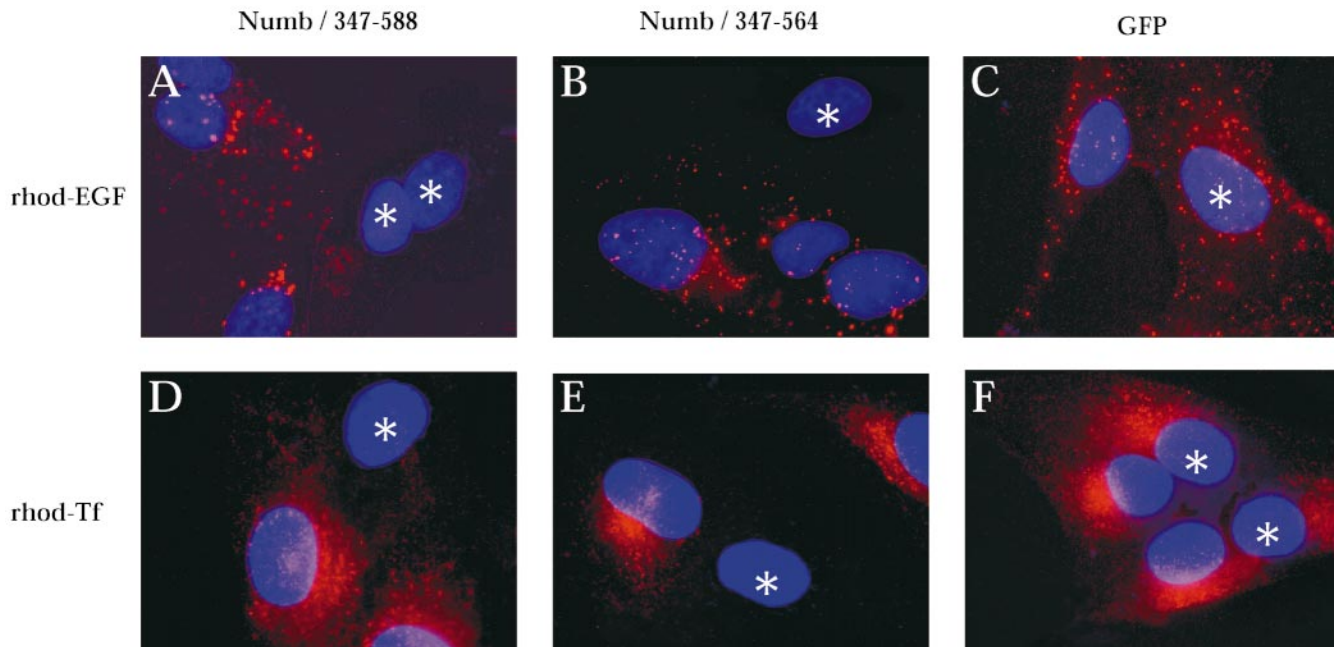 Numb / 347-588 Numb / 347-564 GFP
rhod-EGF
A B C
* * * *
rhod-Tf
D E F
* * * *